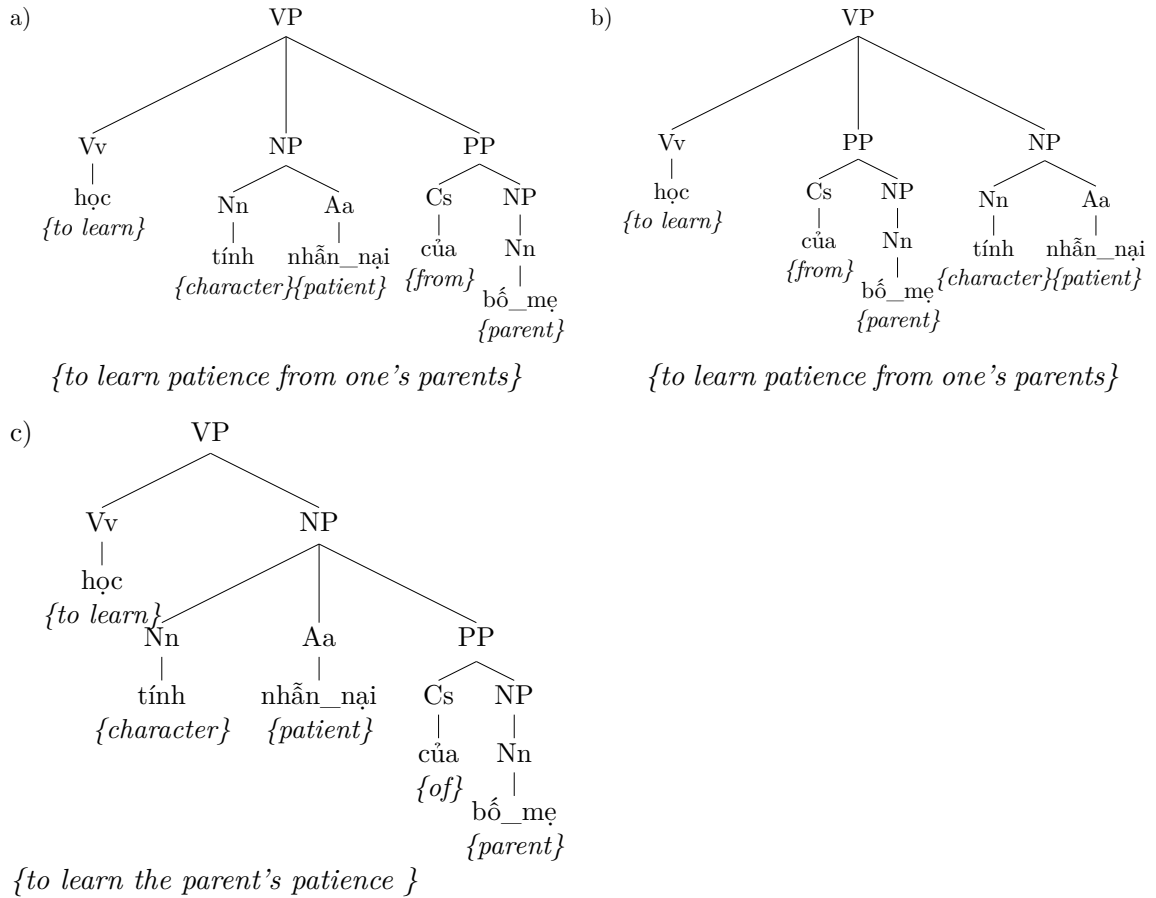 a)
VP
Vv NP PP
học
{to learn}
Nn Aa Cs NP
tính nhẫn_nại của Nn
{character} {patient} {from}
bố_mẹ
{parent}
{to learn patience from one's parents}
b)
VP
Vv PP NP
học
{to learn}
Cs NP Nn Aa
của Nn tính nhẫn_nại
{from} {character} {patient}
bố_mẹ
{parent}
{to learn patience from one's parents}
c)
VP
Vv NP
học
{to learn}
Nn Aa PP
tính nhẫn_nại Cs NP
{character} {patient}
của Nn
{of}
bố_mẹ
{parent}
{to learn the parent's patience }